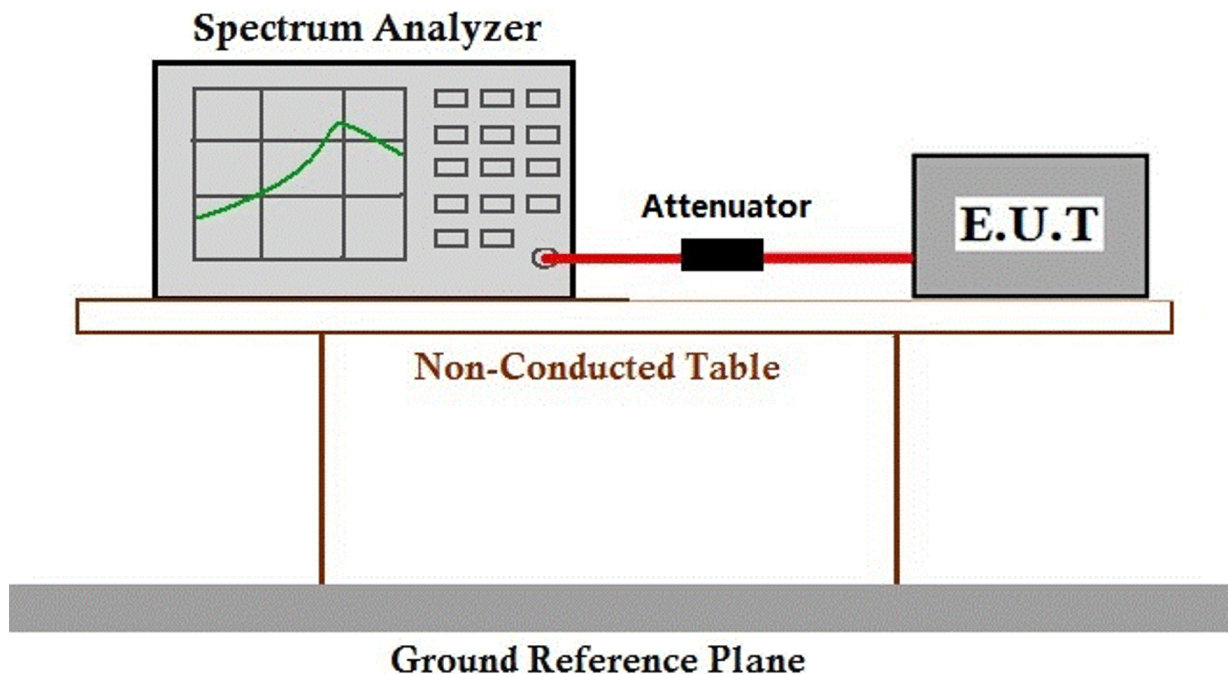 Spectrum Analyzer
Attenuator
E.U.T
Non-Conducted Table
Ground Reference Plane